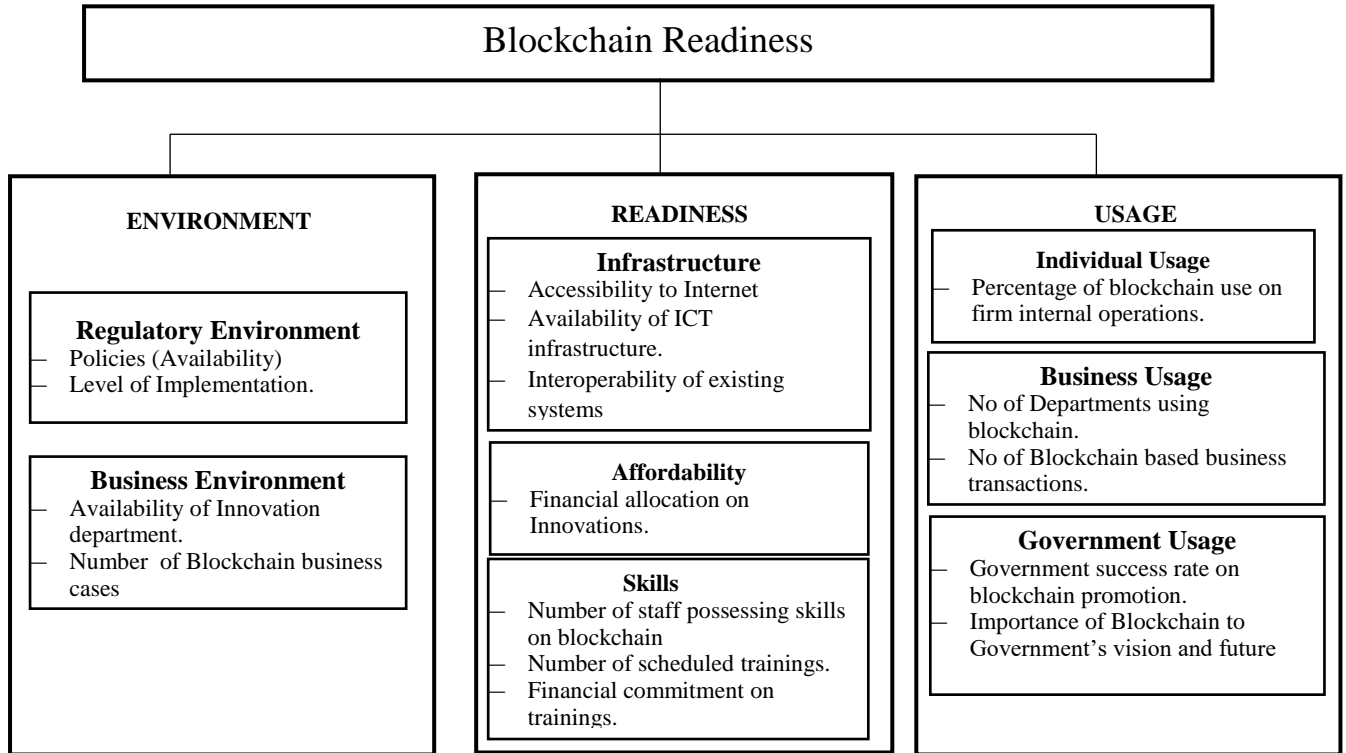 Blockchain Readiness
ENVIRONMENT
Regulatory Environment
— Policies (Availability)
— Level of Implementation.
Business Environment
— Availability of Innovation
department.
— Number of Blockchain business
cases
READINESS
Infrastructure
— Accessibility to Internet
— Availability of ICT
infrastructure.
— Interoperability of existing
systems
Affordability
— Financial allocation on
Innovations.
Skills
— Number of staff possessing skills
on blockchain
— Number of scheduled trainings.
— Financial commitment on
trainings.
USAGE
Individual Usage
— Percentage of blockchain use on
firm internal operations.
Business Usage
— No of Departments using
blockchain.
— No of Blockchain based business
transactions.
Government Usage
— Government success rate on
blockchain promotion.
— Importance of Blockchain to
Government’s vision and future